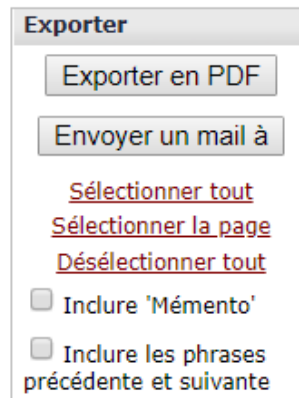 Exporter
Exporter en PDF
Envoyer un mail à
Sélectionner tout
Sélectionner la page
Désélectionner tout
Inclure 'Mémento'
Inclure les phrases
précédente et suivante